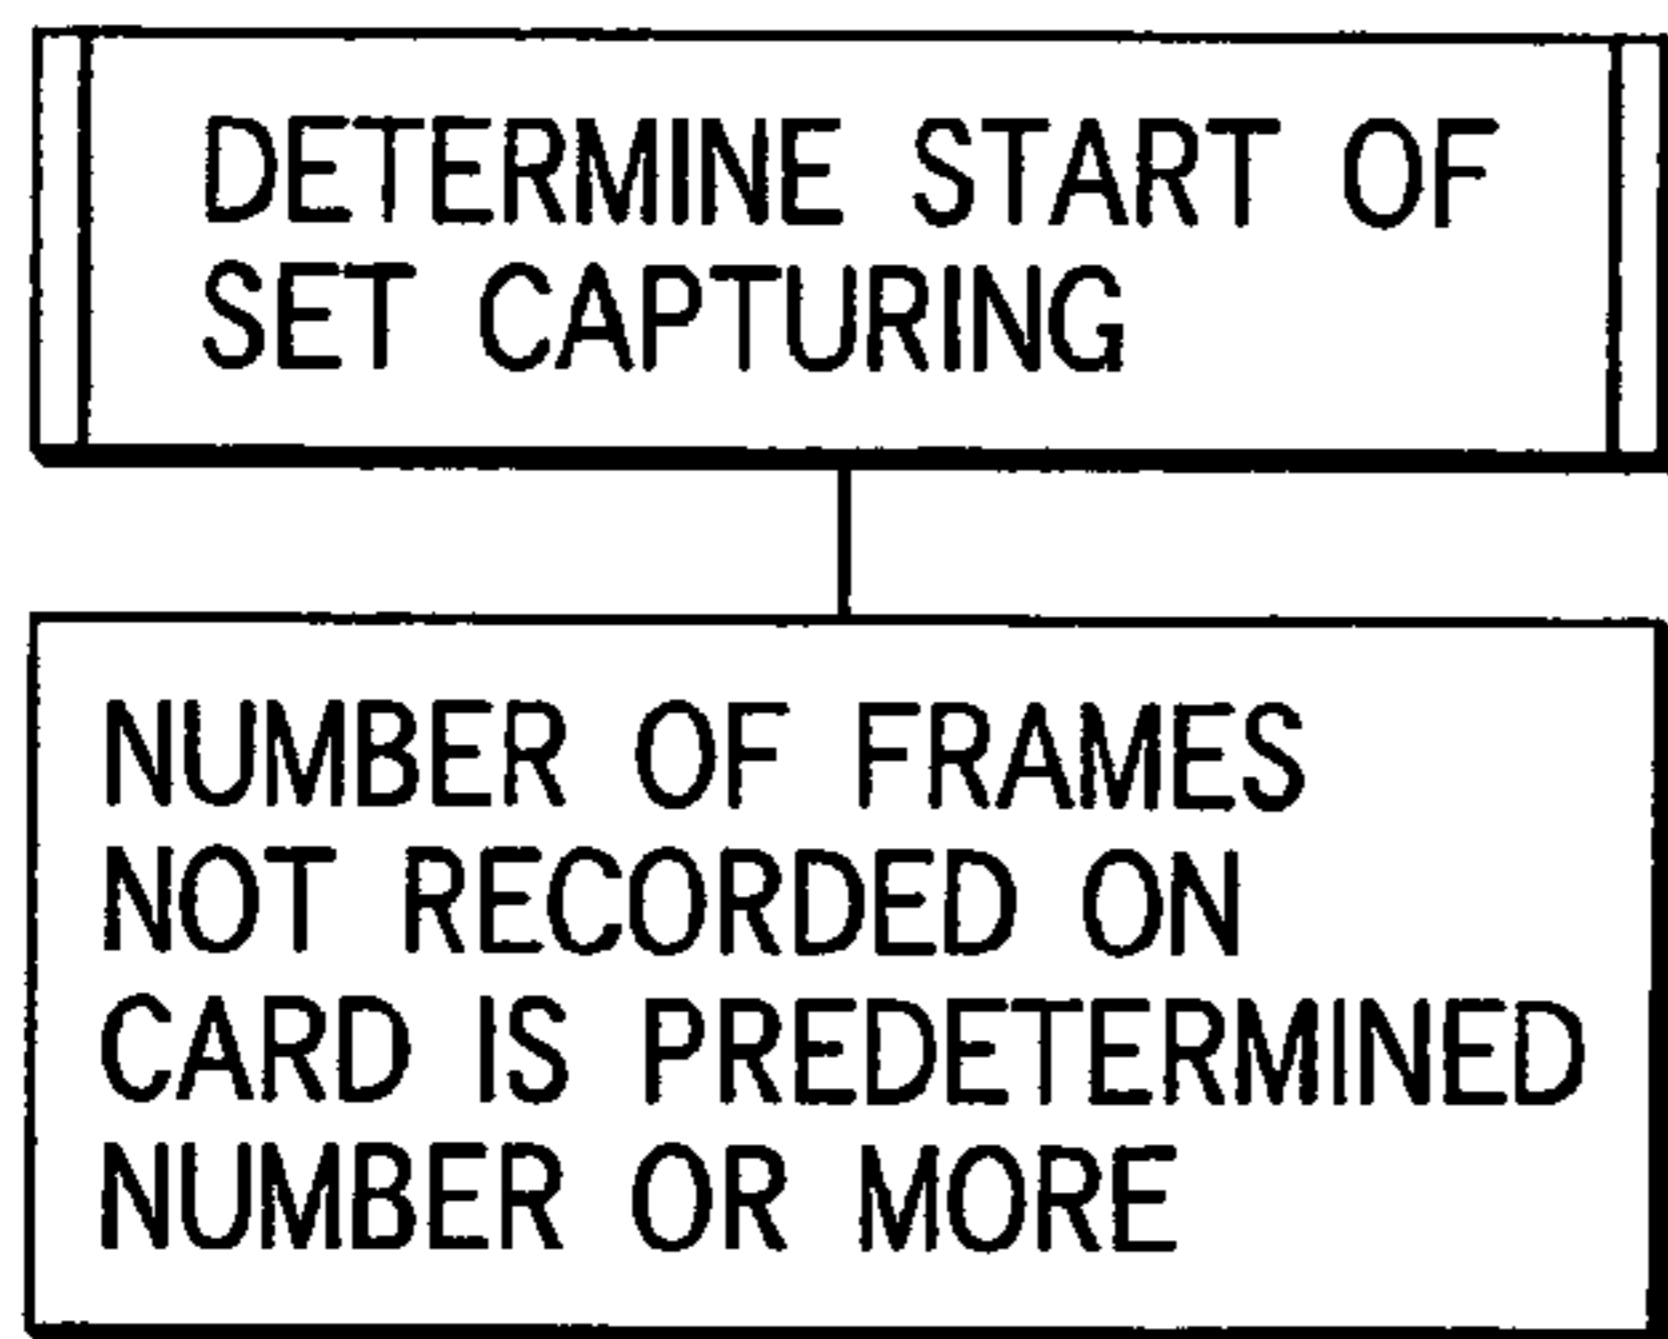 DETERMINE START OF
SET CAPTURING
NUMBER OF FRAMES
NOT RECORDED ON
CARD IS PREDETERMINED
NUMBER OR MORE